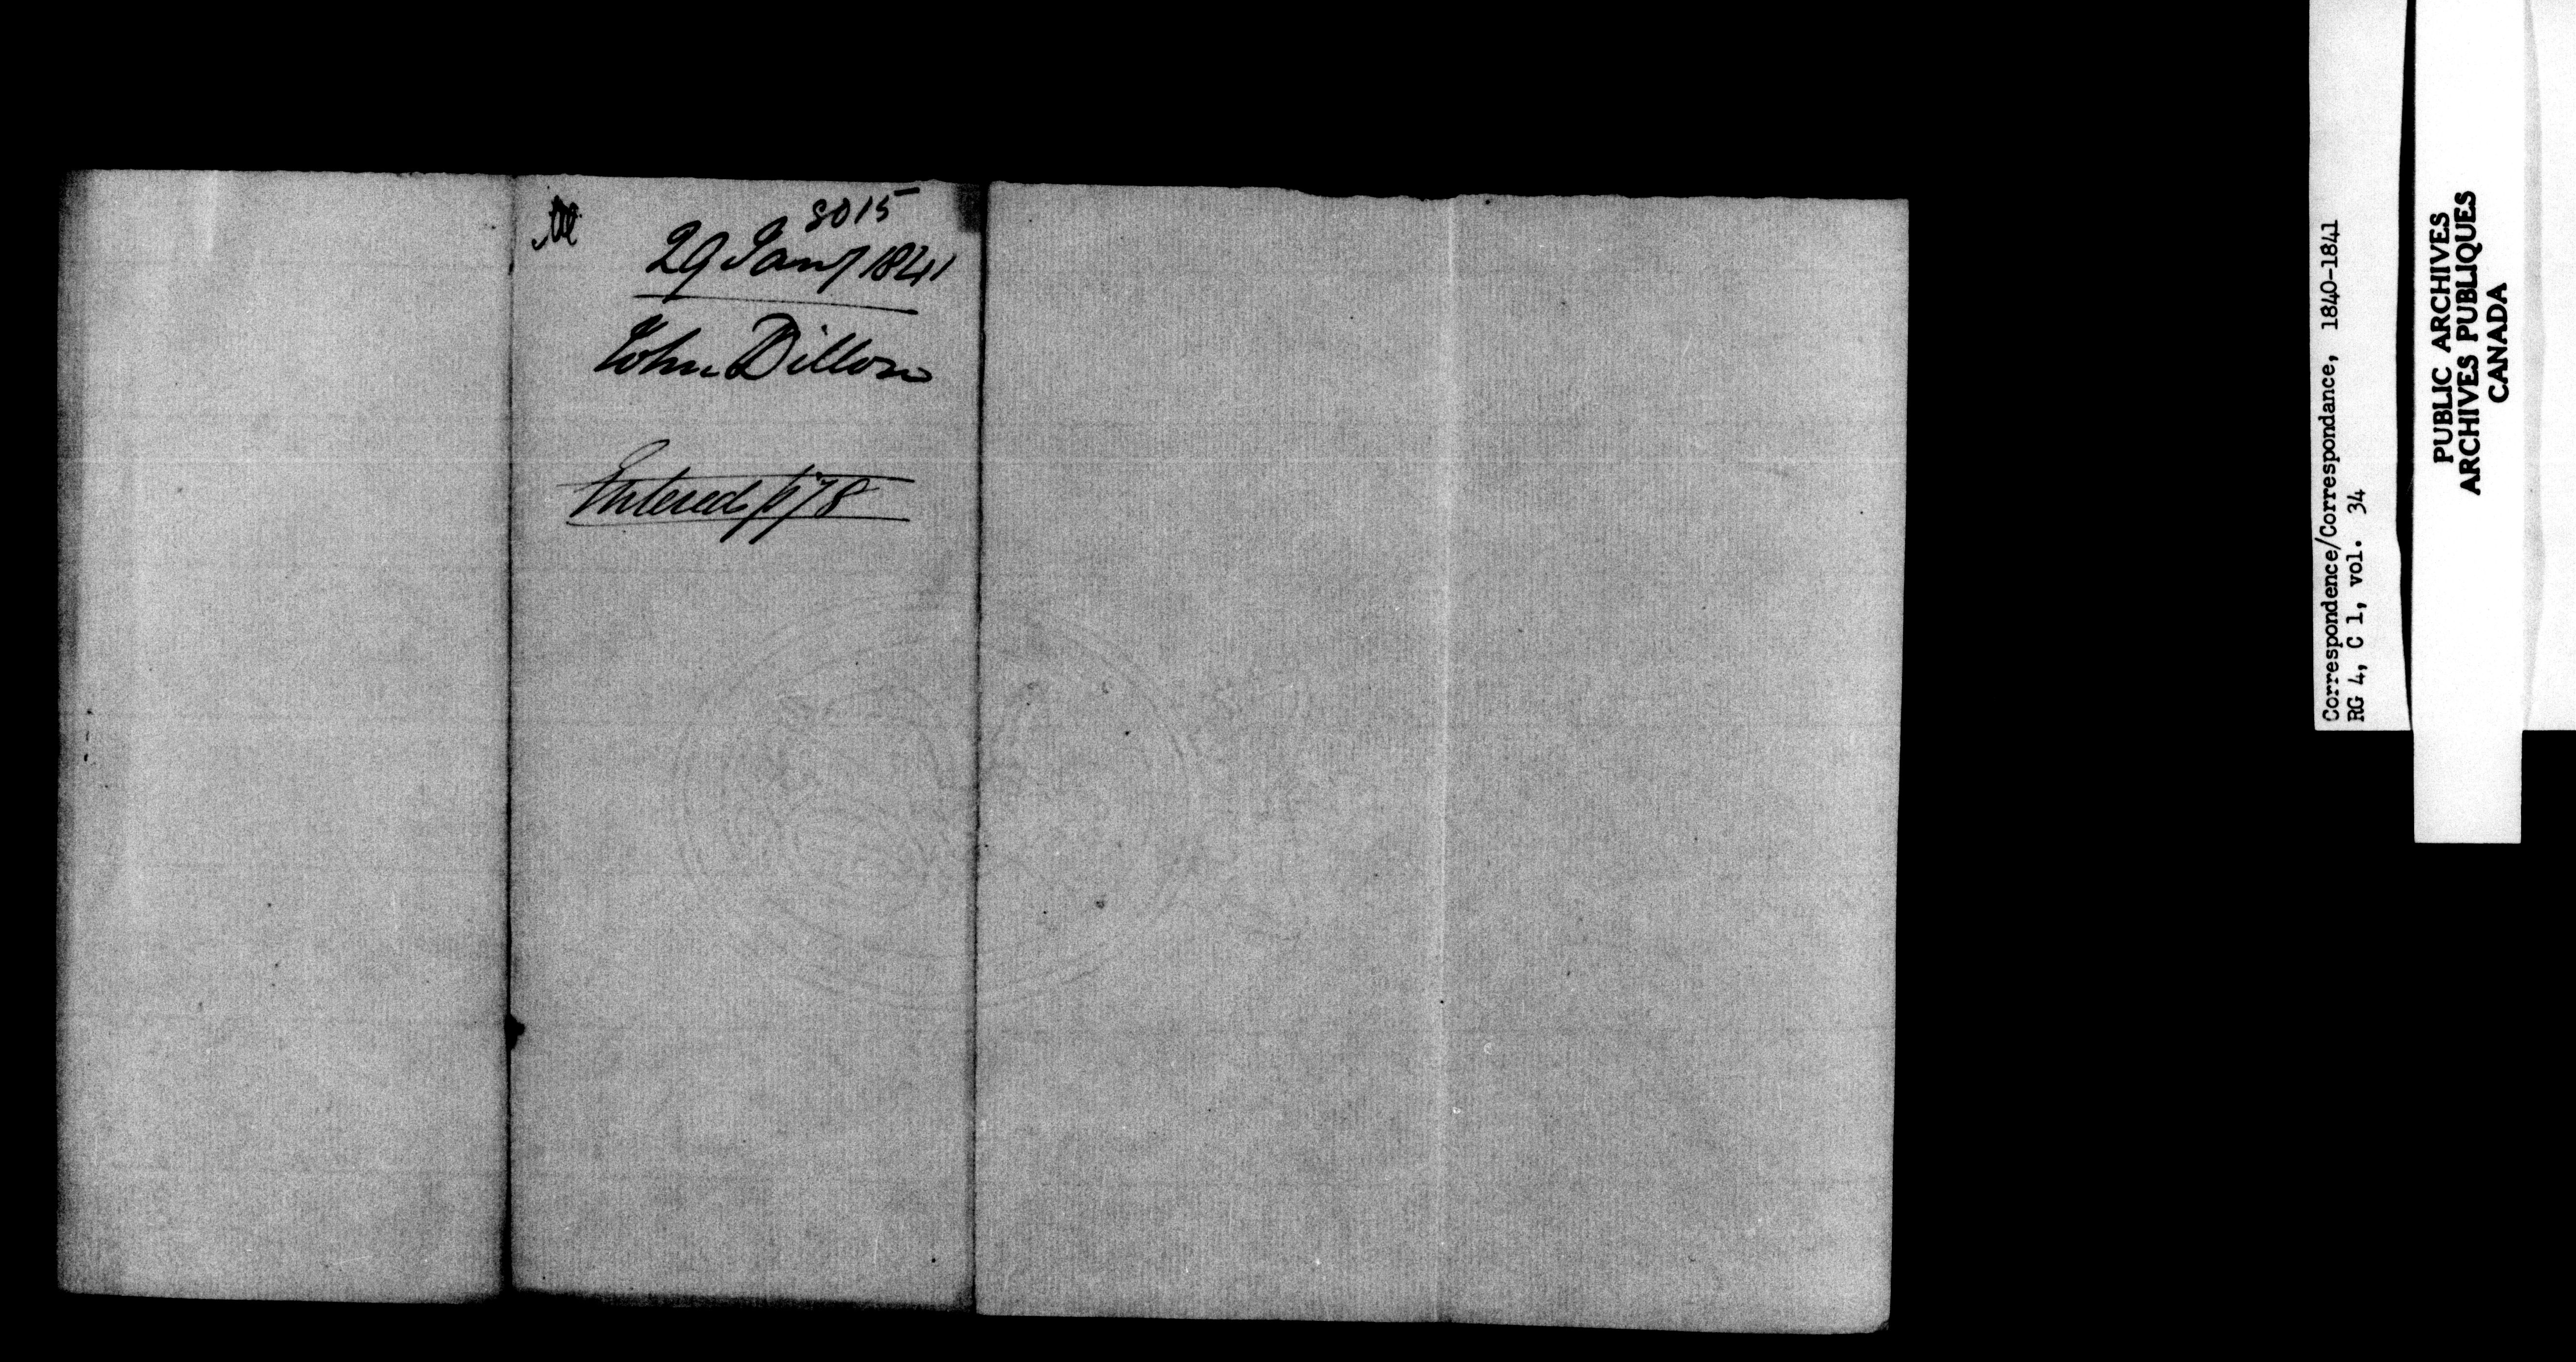 8015
29 Jany 1841
John Dillon
Entered p 78
Correspondence/Correspondance, 1840-1841
RG 4, C 1, vol. 34
PUBLIC ARCHIVES
ARCHIVES PUBLIQUES
CANADA